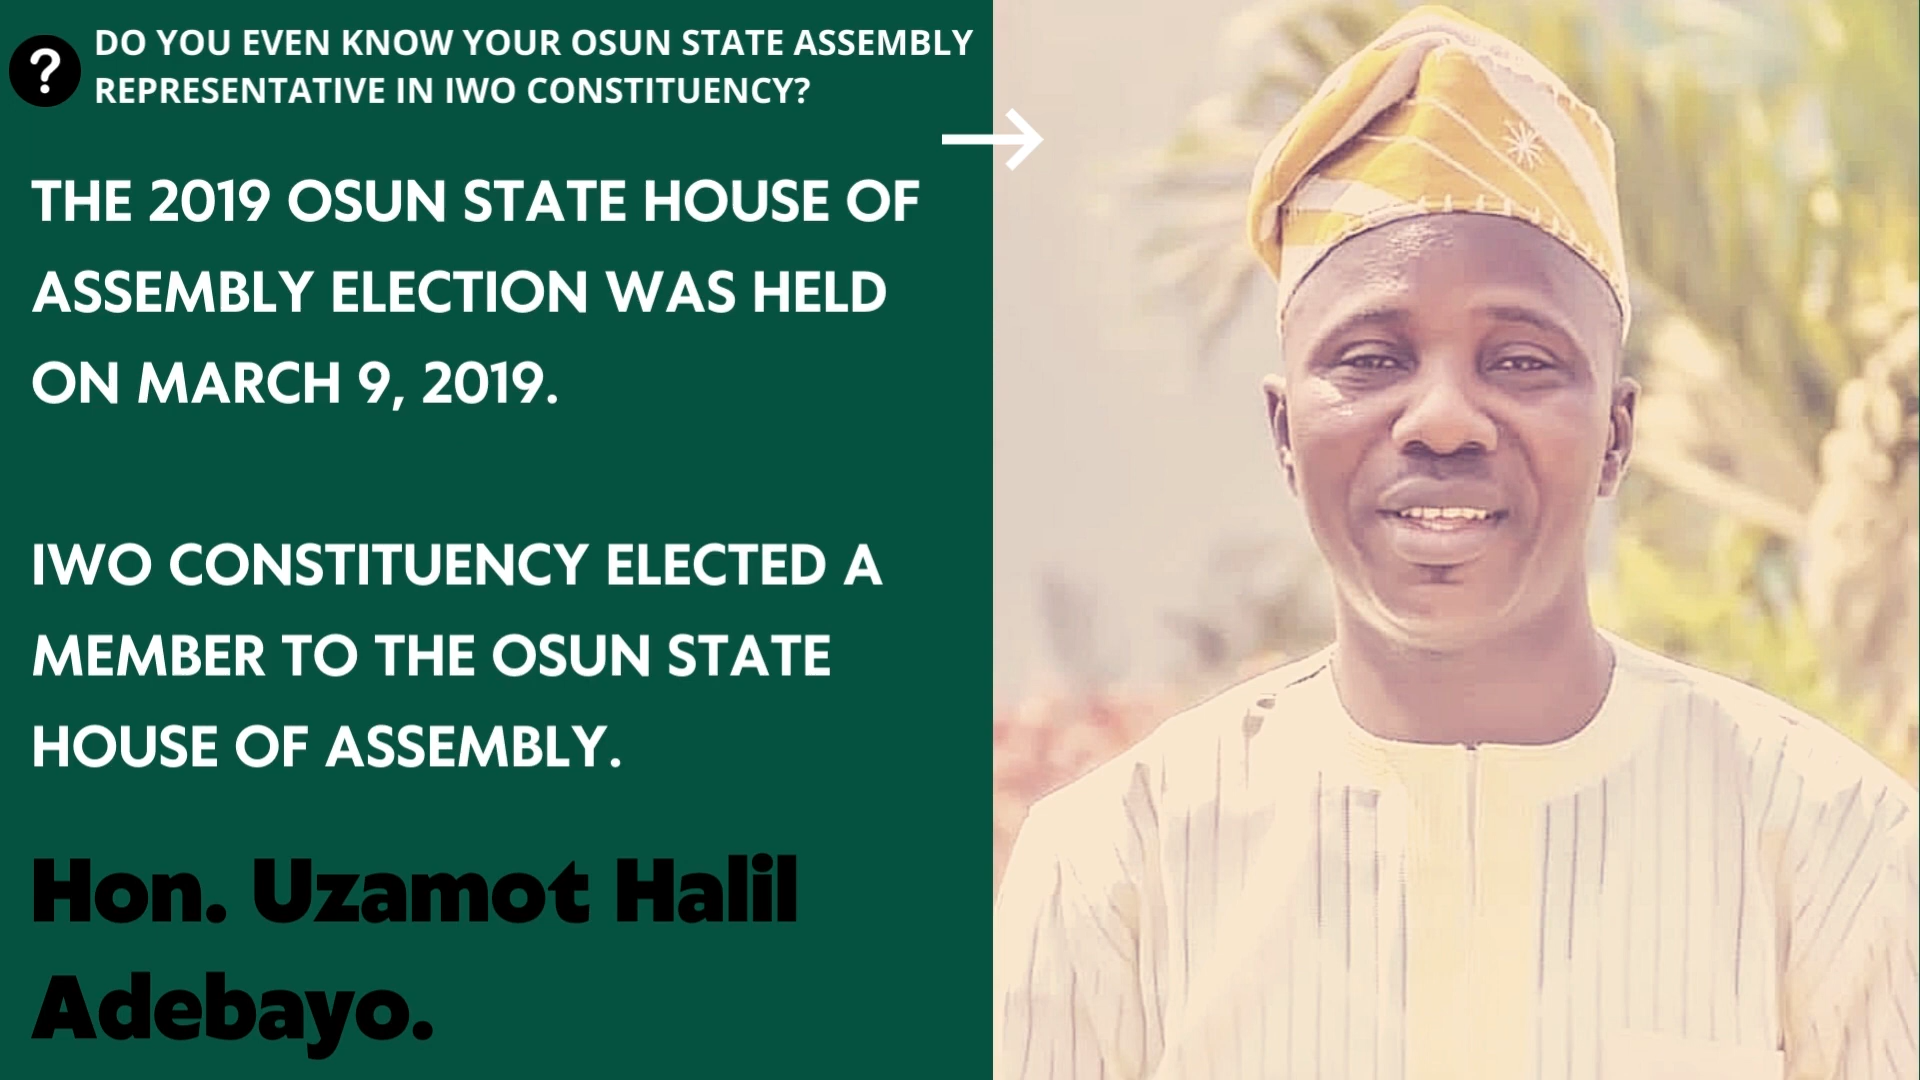 ? DO YOU EVEN KNOW YOUR OSUN STATE ASSEMBLY
REPRESENTATIVE IN IWO CONSTITUENCY?
THE 2019 OSUN STATE HOUSE OF
ASSEMBLY ELECTION WAS HELD
ON MARCH 9, 2019.
IWO CONSTITUENCY ELECTED A
MEMBER TO THE OSUN STATE
HOUSE OF ASSEMBLY.
Hon. Uzamot Halil
Adebayo.